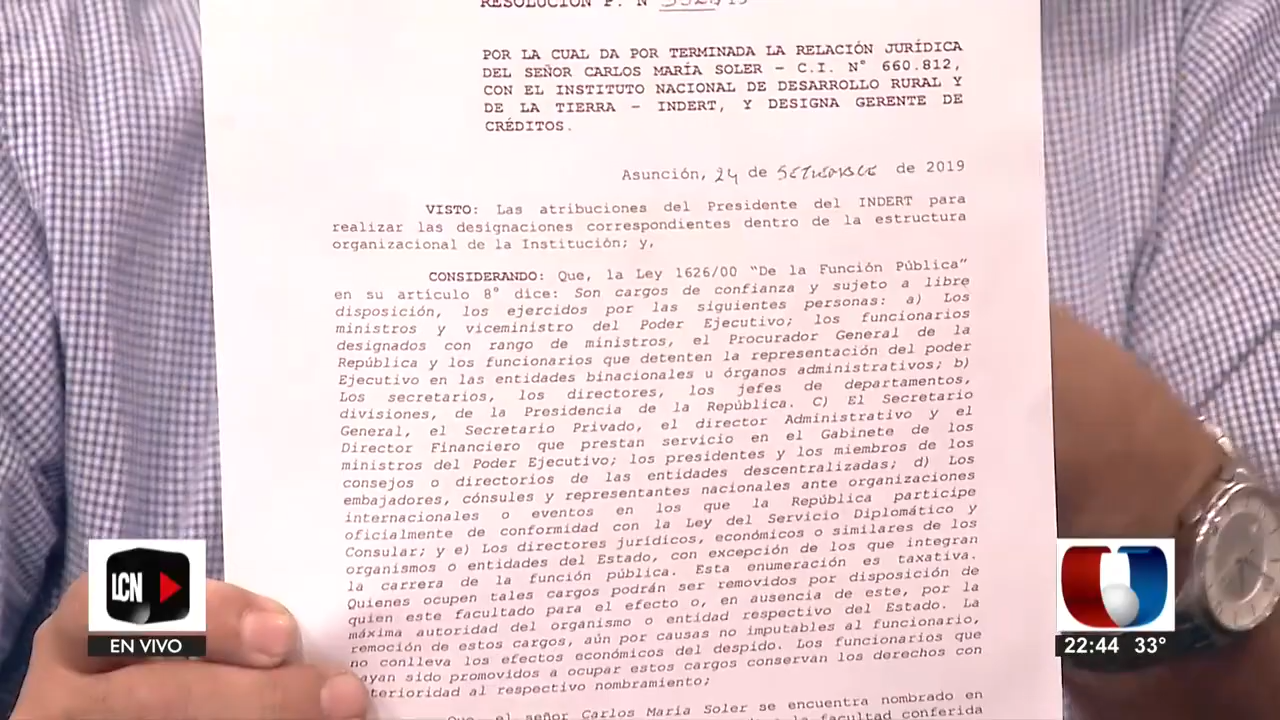 RESOLUCIÓN P. N°
POR LA CUAL DA POR TERMINADA LA RELACIÓN JURÍDICA
DEL SEÑOR CARLOS MARÍA SOLER – C.I. N° 660.812,
CON EL INSTITUTO NACIONAL DE DESARROLLO RURAL Y
DE LA TIERRA – INDERT, Y DESIGNA GERENTE DE
CRÉDITOS.
Asunción, 24 de SETIEMBRE de 2019
VISTO: Las atribuciones del Presidente del INDERT para
realizar las designaciones correspondientes dentro de la estructura
organizacional de la Institución; y,
CONSIDERANDO: Que, la Ley 1626/00 "De la Función Pública"
en su artículo 8° dice: Son cargos de confianza y sujeto a libre
disposición, los ejercidos por las siguientes personas: a) Los
ministros y viceministro del Poder Ejecutivo; los funcionarios
designados con rango de ministros, el Procurador General de la
República y los funcionarios que detenten la representación del poder
Ejecutivo en las entidades binacionales u órganos administrativos; b)
Los secretarios, los directores, los jefes de departamentos,
divisiones, de la Presidencia de la República. C) El Secretario
General, el Secretario Privado, el director Administrativo y el
Director Financiero que prestan servicio en el Gabinete de los
ministros del Poder Ejecutivo; los presidentes y los miembros de los
consejos o directorios de las entidades descentralizadas; d) Los
embajadores, cónsules y representantes nacionales ante organizaciones
internacionales o eventos en los que la República participe
oficialmente de conformidad con la Ley del Servicio Diplomático y
Consular; y e) Los directores jurídicos, económicos o similares de los
organismos o entidades del Estado, con excepción de los que integran
la carrera de la función pública. Esta enumeración es taxativa.
Quienes ocupen tales cargos podrán ser removidos por disposición de
quien este facultado para el efecto o, en ausencia de este, por la
máxima autoridad del organismo o entidad respectivo del Estado. La
remoción de estos cargos, aún por causas no imputables al funcionario,
no conlleva los efectos económicos del despido. Los funcionarios que
ayan sido promovidos a ocupar estos cargos conservan los derechos con
terioridad al respectivo nombramiento;
Que, el señor Carlos María Soler se encuentra nombrado en
la facultad conferida
LCN
EN VIVO
22:44 33°